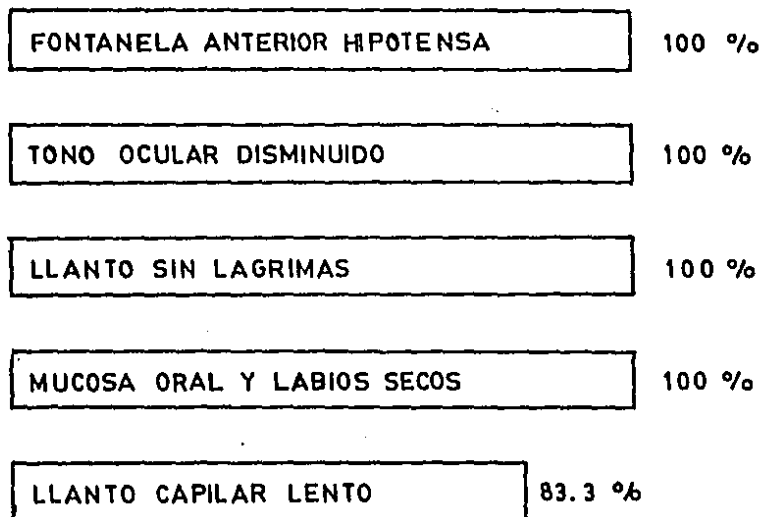 FONTANELA ANTERIOR HIPOTENSA 100 %
TONO OCULAR DISMINUIDO 100 %
LLANTO SIN LAGRIMAS 100 %
MUCOSA ORAL Y LABIOS SECOS 100 %
LLANTO CAPILAR LENTO 83.3 %